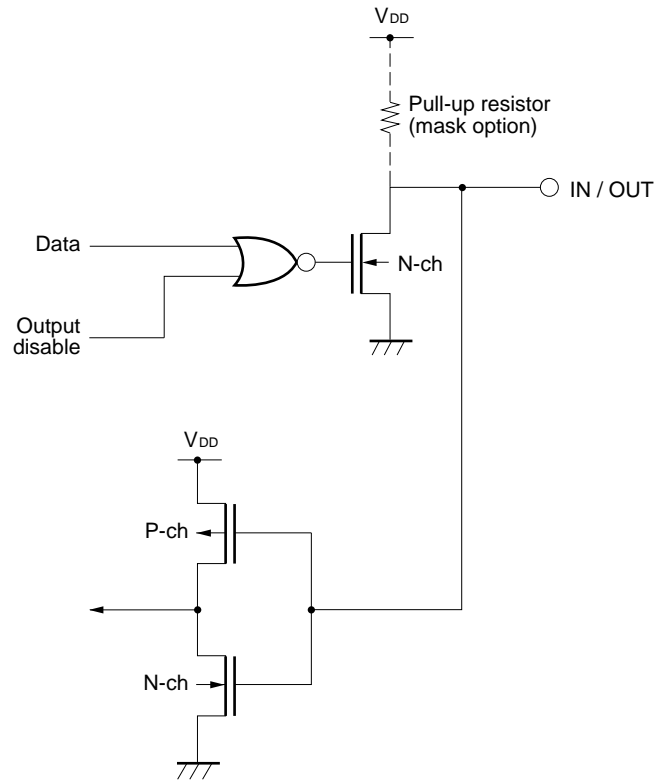 VDD
Pull-up resistor
(mask option)
IN / OUT
Data
N-ch
Output
disable
VDD
P-ch
N-ch